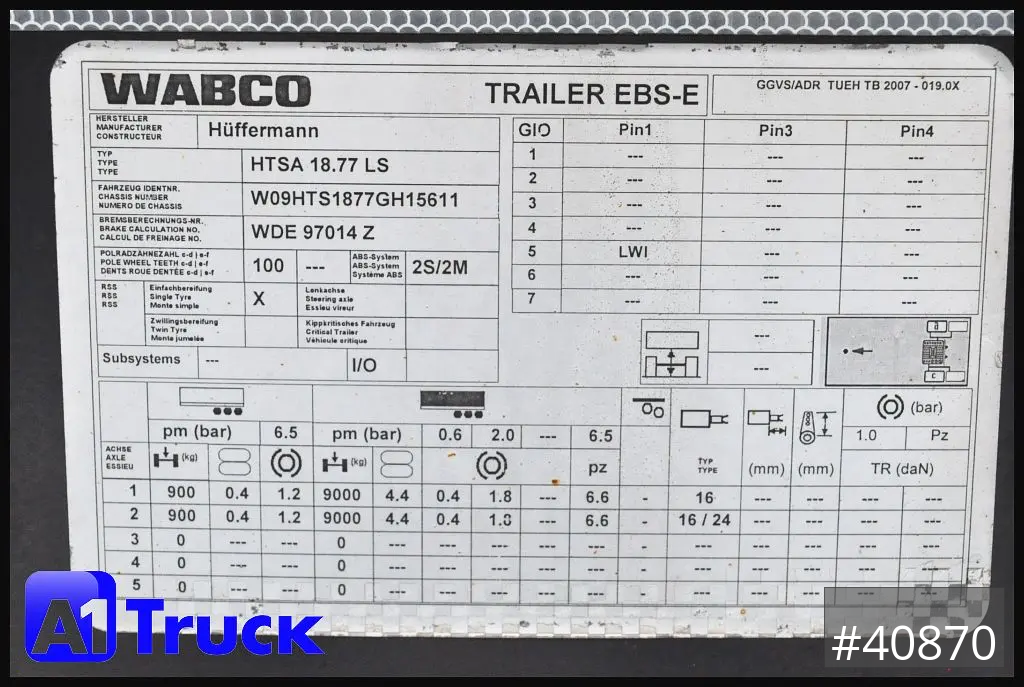 WABCO
TRAILER EBS-E
GGVS/ADR TUEH TB 2007 - 019.0X
HERSTELLER
MANUFACTURER
CONSTRUCTEUR
Hüffermann
TYP
TYPE
TYPE
HTSA 18.77 LS
FAHRZEUG IDENTNR.
CHASSIS NUMBER
NUMERO DE CHASSIS
W09HTS1877GH15611
BREMSBERECHNUNGS-NR.
BRAKE CALCULATION NO.
CALCUL DE FREINAGE NO.
WDE 97014 Z
POLRADZÄHNEZAHL c-d | e-f
POLE WHEEL TEETH c-d | e-f
DENTS ROUE DENTÉE c-d | e-f
100 ---
ABS-System
ABS-System
Système ABS
2S/2M
RSS
RSS
RSS
Einfachbereifung
Single Tyre
Monte simple
X
Lenkachse
Steering axle
Essieu vireur
Zwillingsbereifung
Twin Tyre
Monte jumelée
Kippkritisches Fahrzeug
Critical Trailer
Véhicule critique
Subsystems --- I/O
GIO Pin1 Pin3 Pin4
1 --- --- ---
2 --- --- ---
3 --- --- ---
4 --- --- ---
5 LWI --- ---
6 --- --- ---
7 --- --- ---
---
---
d
c
pm (bar) 6.5 pm (bar) 0.6 2.0 --- 6.5
(bar)
1.0 Pz
ACHSE
AXLE
ESSIEU
(kg) (kg) pz
TYP
TYPE
(mm) (mm) TR (daN)
1 900 0.4 1.2 9000 4.4 0.4 1.8 --- 6.6 - 16 --- --- --- ---
2 900 0.4 1.2 9000 4.4 0.4 1.8 --- 6.6 - 16 / 24 --- --- --- ---
3 0 --- --- 0 --- --- --- --- --- - --- --- --- --- ---
4 0 --- --- 0 --- --- --- --- --- - --- --- --- --- ---
5 0 --- --- 0 --- --- --- --- --- - --- --- --- --- ---
A1 Truck
#40870